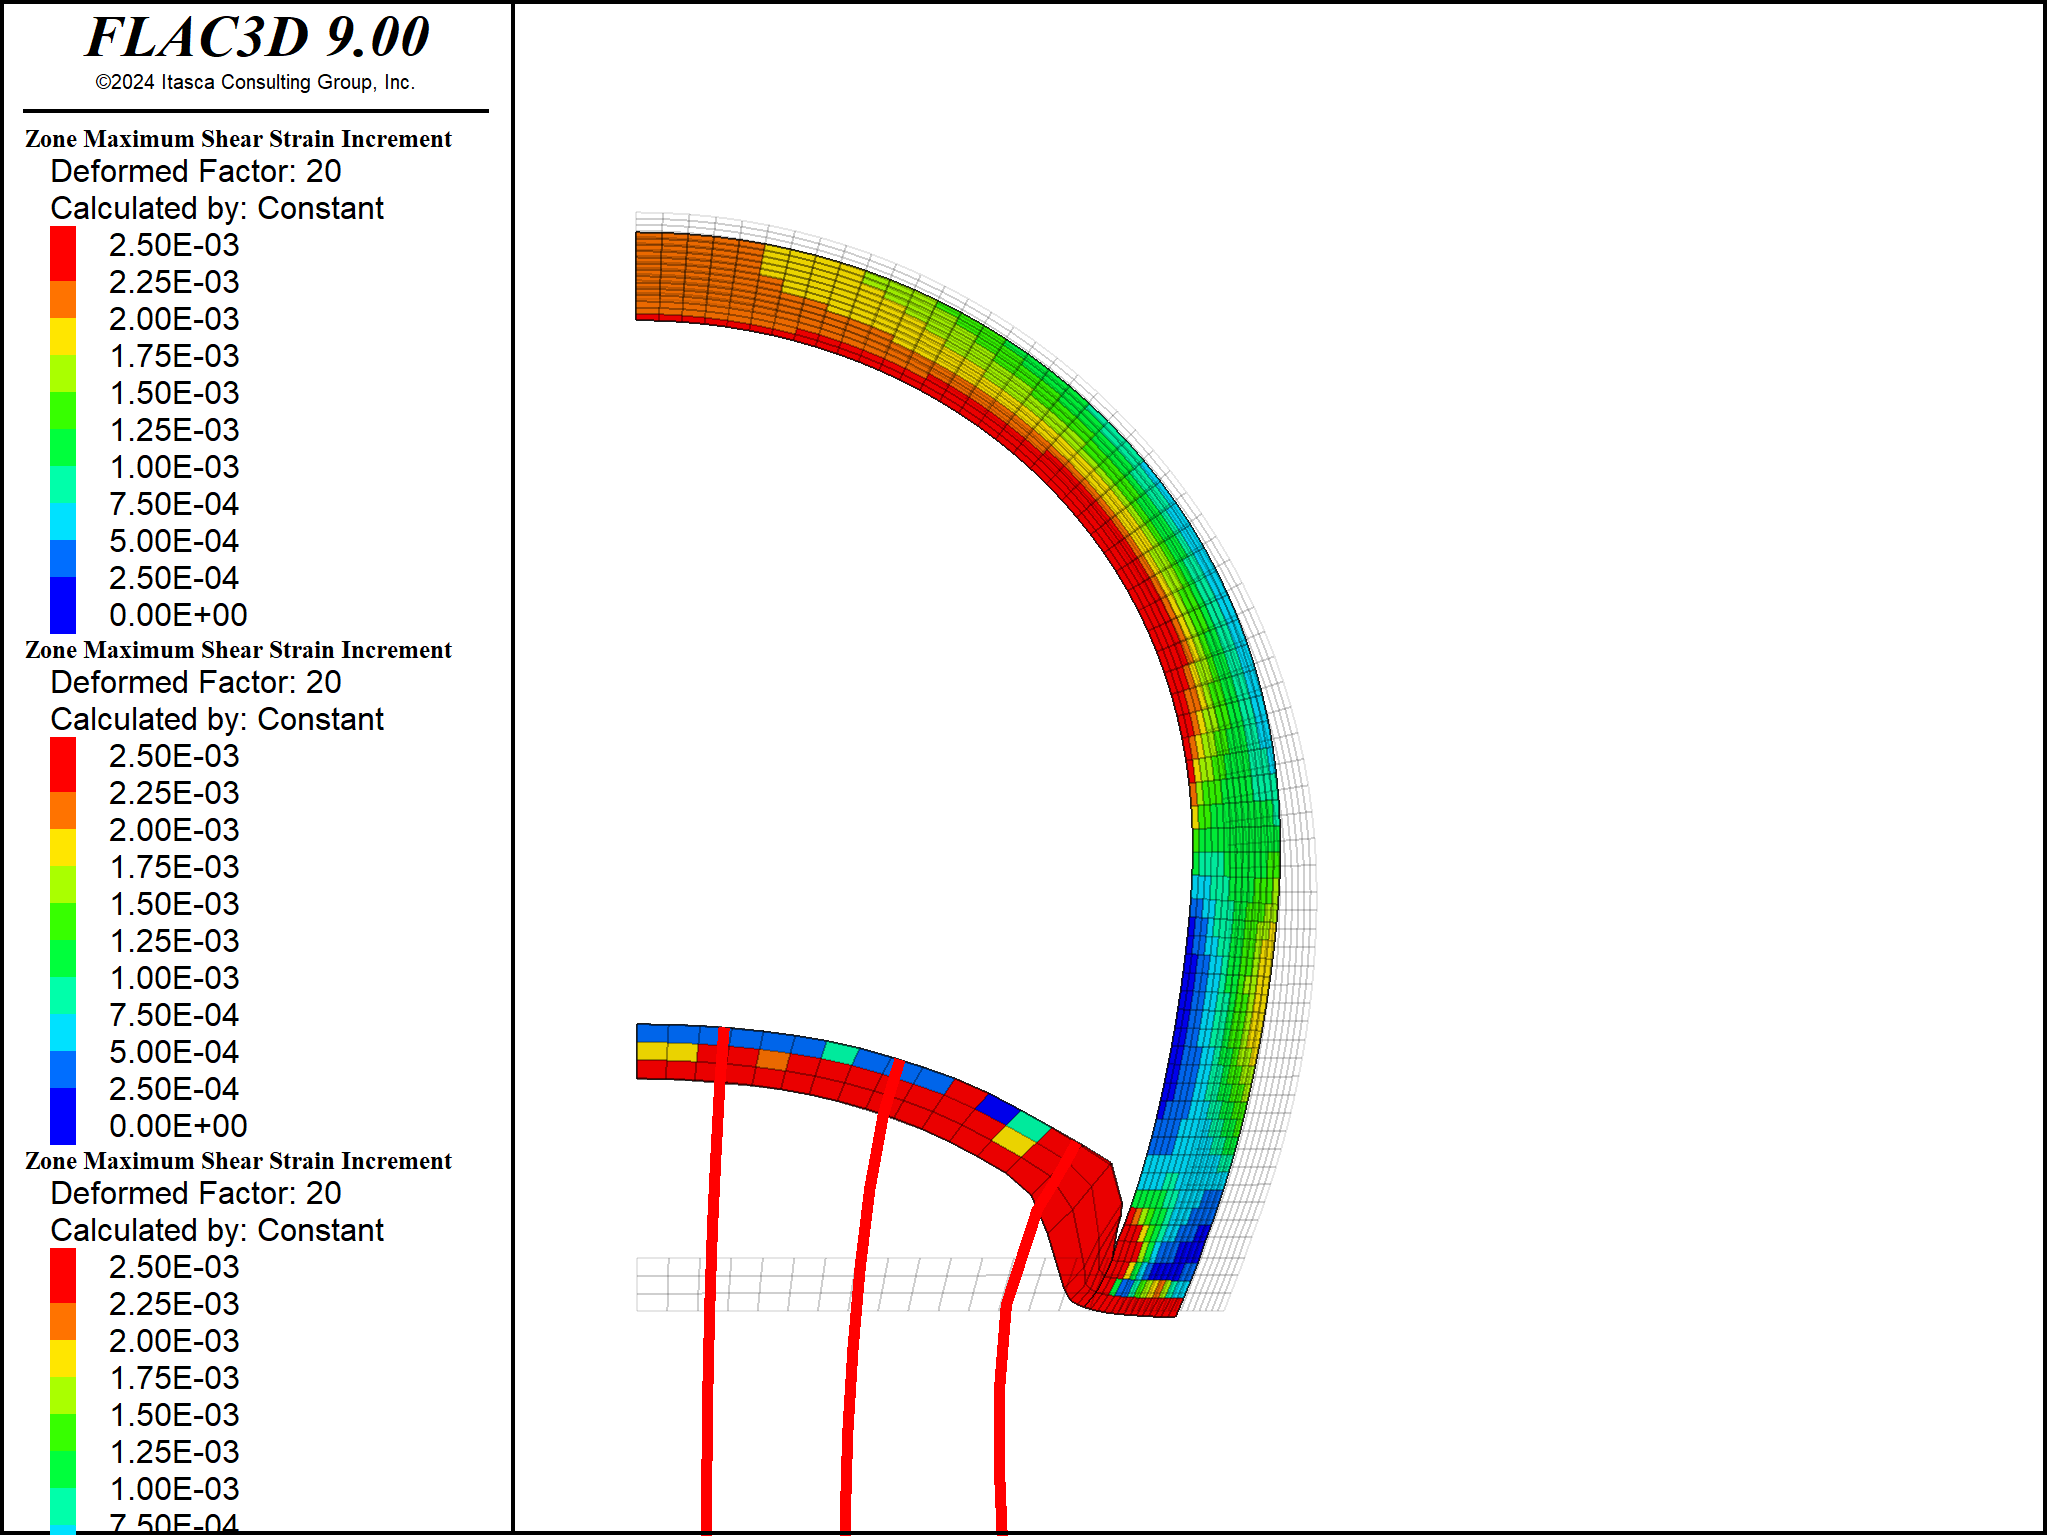 FLAC3D 9.00
©2024 Itasca Consulting Group, Inc.
Zone Maximum Shear Strain Increment
Deformed Factor: 20
Calculated by: Constant
2.50E-03
2.25E-03
2.00E-03
1.75E-03
1.50E-03
1.25E-03
1.00E-03
7.50E-04
5.00E-04
2.50E-04
0.00E+00
Zone Maximum Shear Strain Increment
Deformed Factor: 20
Calculated by: Constant
2.50E-03
2.25E-03
2.00E-03
1.75E-03
1.50E-03
1.25E-03
1.00E-03
7.50E-04
5.00E-04
2.50E-04
0.00E+00
Zone Maximum Shear Strain Increment
Deformed Factor: 20
Calculated by: Constant
2.50E-03
2.25E-03
2.00E-03
1.75E-03
1.50E-03
1.25E-03
1.00E-03
7.50E-04